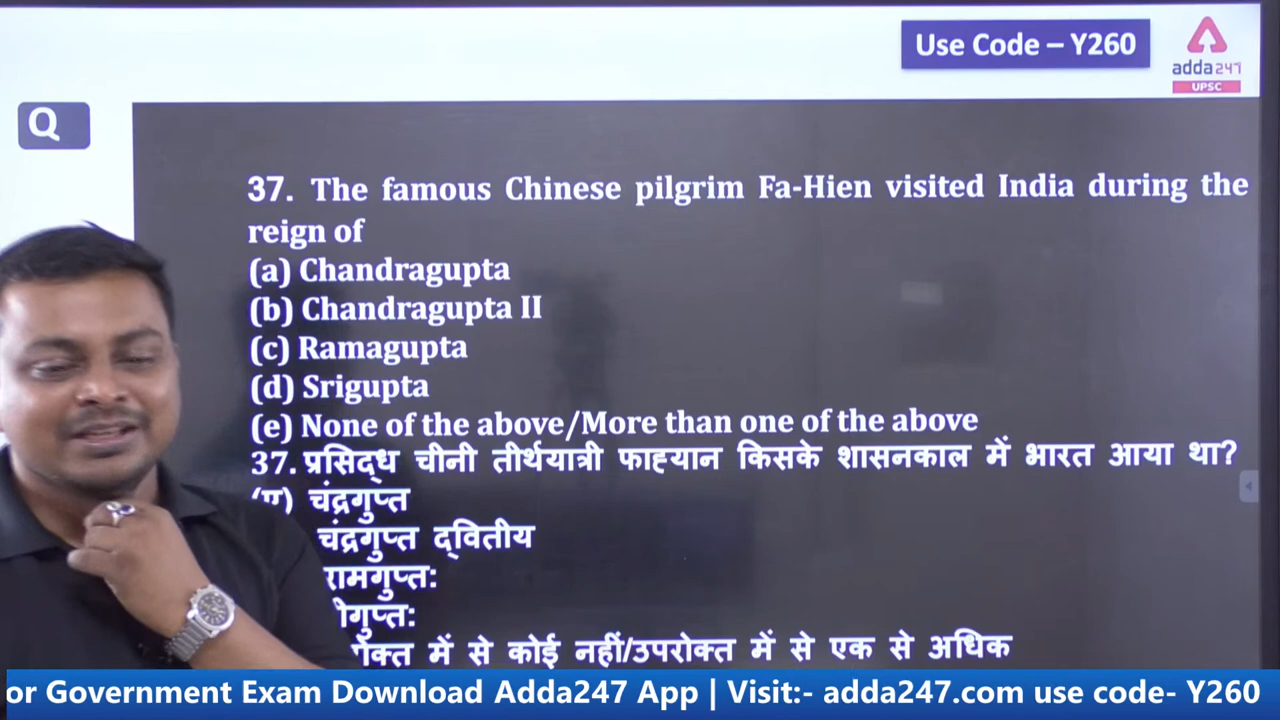 Use Code – Y260
adda247
UPSC
Q
37. The famous Chinese pilgrim Fa-Hien visited India during the
reign of
(a) Chandragupta
(b) Chandragupta II
(c) Ramagupta
(d) Srigupta
(e) None of the above/More than one of the above
37. प्रसिद्ध चीनी तीर्थयात्री फाह्यान किसके शासनकाल में भारत आया था?
चंद्रगुप्त
चंद्रगुप्त द्वितीय
रामगुप्त:
में से कोई नहीं/उपरोक्त में से एक से अधिक
or Government Exam Download Adda247 App | Visit:- adda247.com use code- Y260